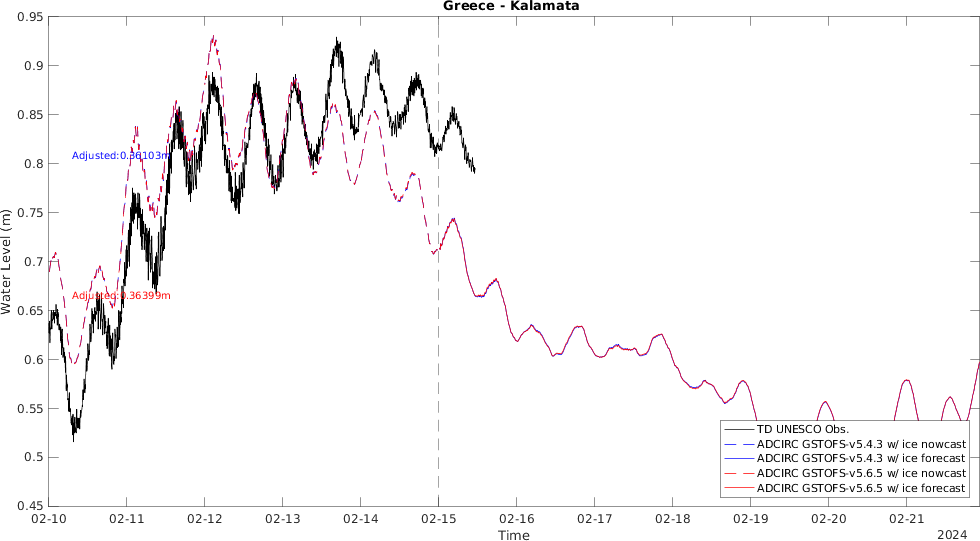 Greece - Kalamata
0.95
0.9
0.85
0.8
0.75
0.7
0.65
0.6
0.55
0.5
0.45
Water Level (m)
Adjusted:0.36103m
Adjusted:0.36399m
TD UNESCO Obs.
ADCIRC GSTOFS-v5.4.3 w/ ice nowcast
ADCIRC GSTOFS-v5.4.3 w/ ice forecast
ADCIRC GSTOFS-v5.6.5 w/ ice nowcast
ADCIRC GSTOFS-v5.6.5 w/ ice forecast
02-10 02-11 02-12 02-13 02-14 02-15 02-16 02-17 02-18 02-19 02-20 02-21
Time
2024